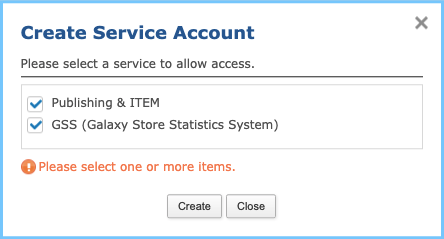 Create Service Account
Please select a service to allow access.
Publishing & ITEM
GSS (Galaxy Store Statistics System)
Please select one or more items.
Create Close